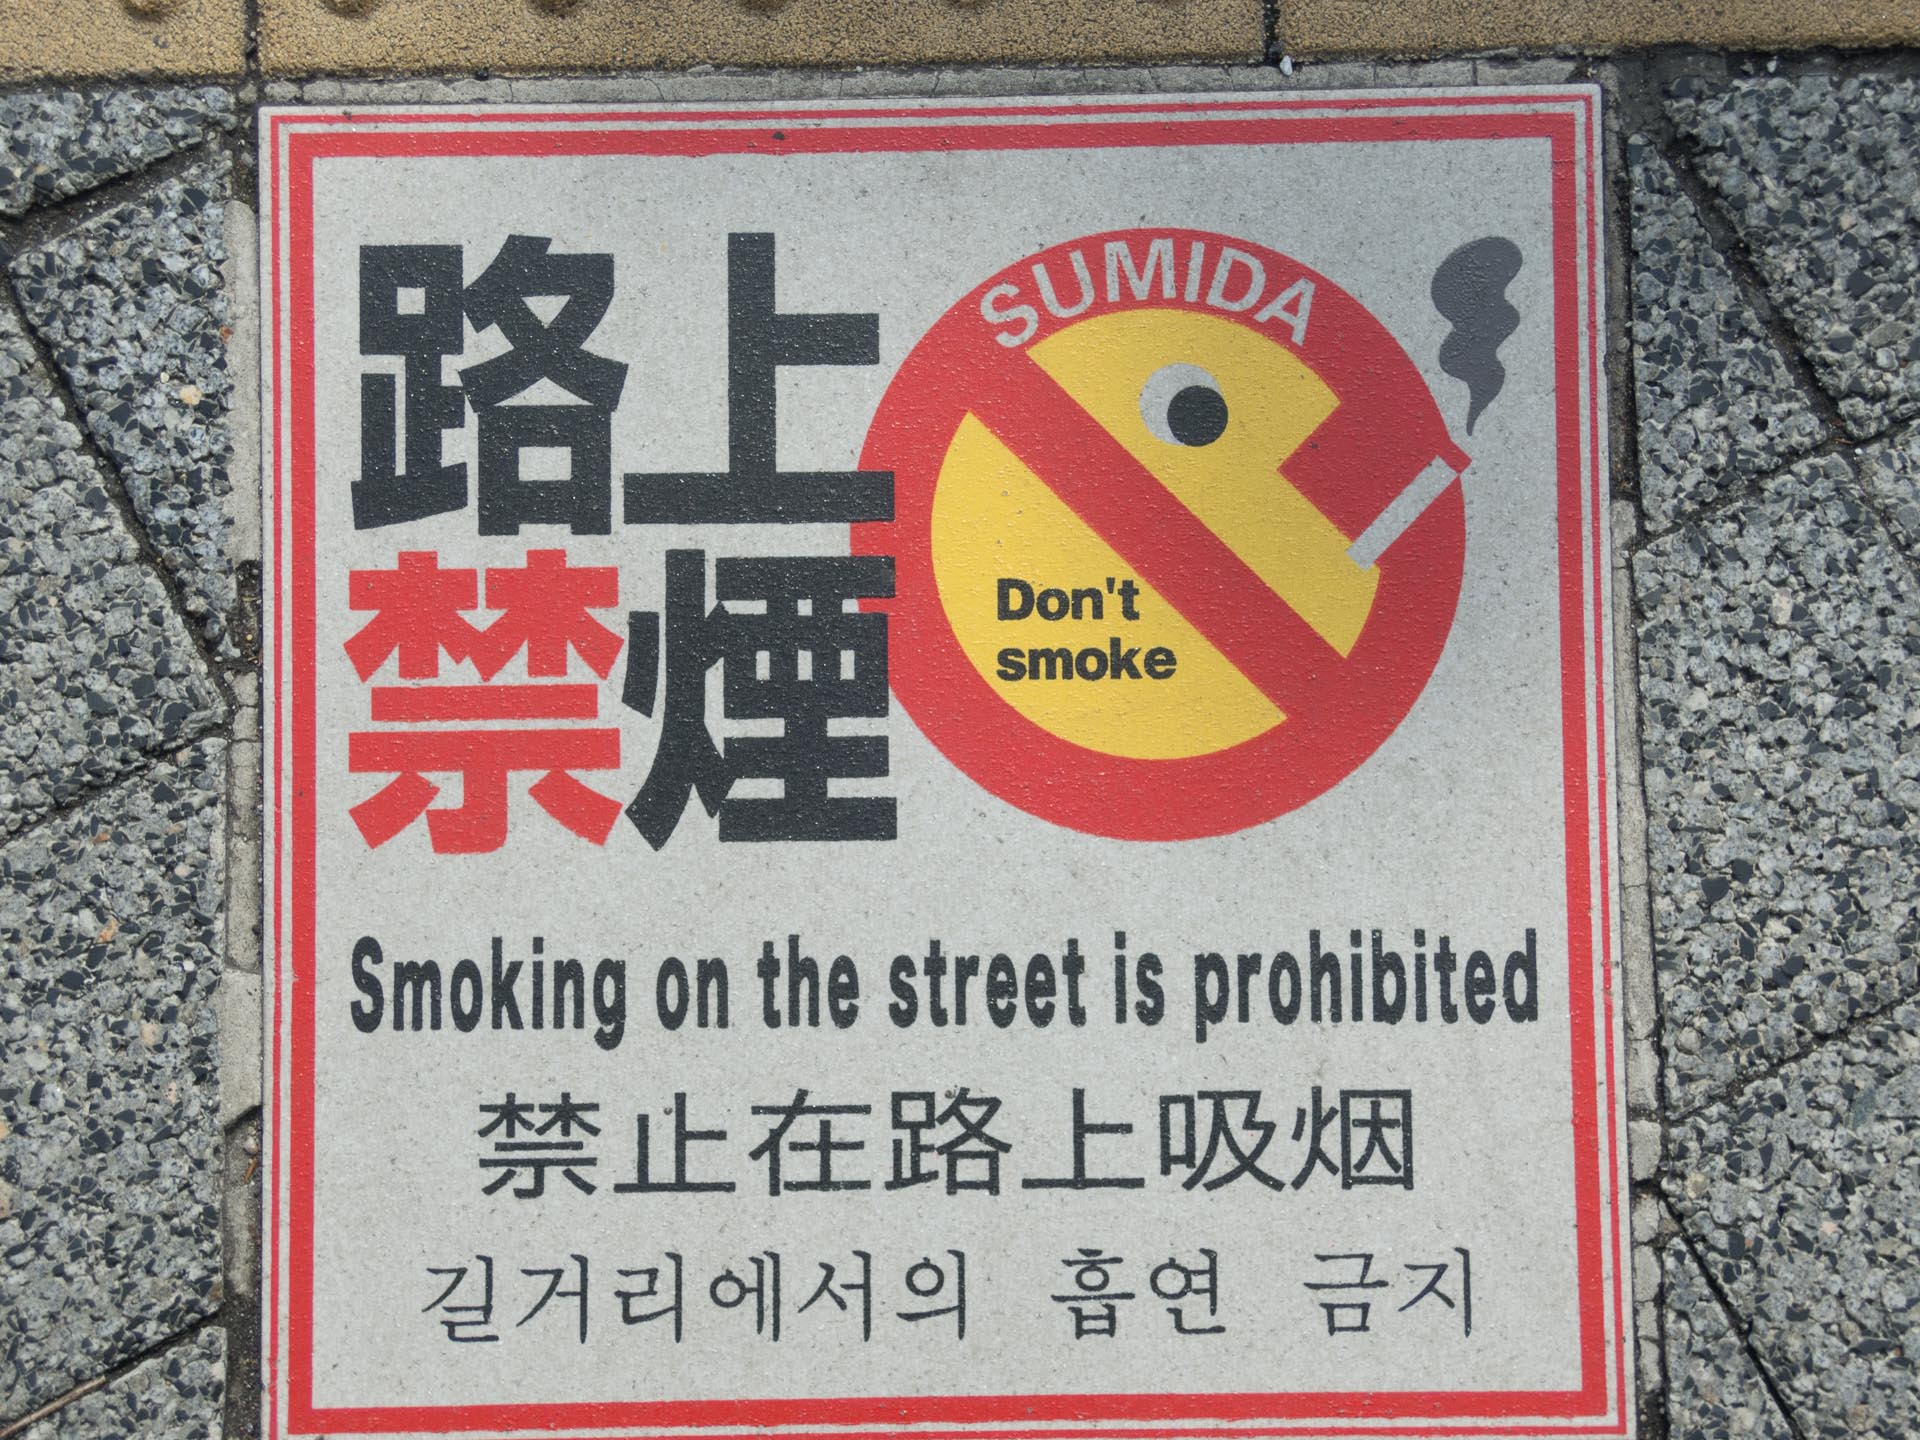 路上
禁煙
SUMIDA
Don't
smoke
Smoking on the street is prohibited
禁止在路上吸烟
길거리에서의 흡연 금지